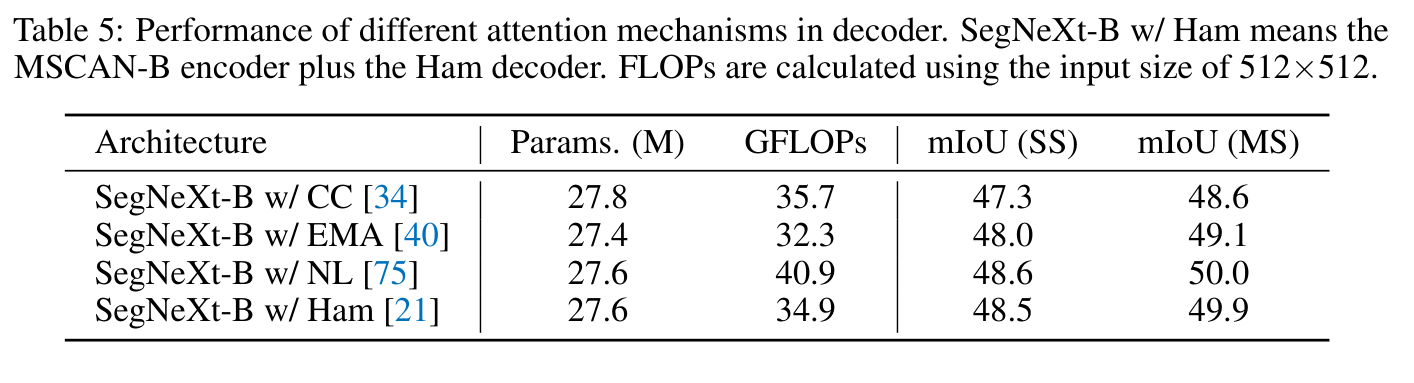 Table 5: Performance of different attention mechanisms in decoder. SegNeXt-B w/ Ham means the
MSCAN-B encoder plus the Ham decoder. FLOPs are calculated using the input size of 512×512.
Architecture Params. (M) GFLOPs mIoU (SS) mIoU (MS)
SegNeXt-B w/ CC [34] 27.8 35.7 47.3 48.6
SegNeXt-B w/ EMA [40] 27.4 32.3 48.0 49.1
SegNeXt-B w/ NL [75] 27.6 40.9 48.6 50.0
SegNeXt-B w/ Ham [21] 27.6 34.9 48.5 49.9